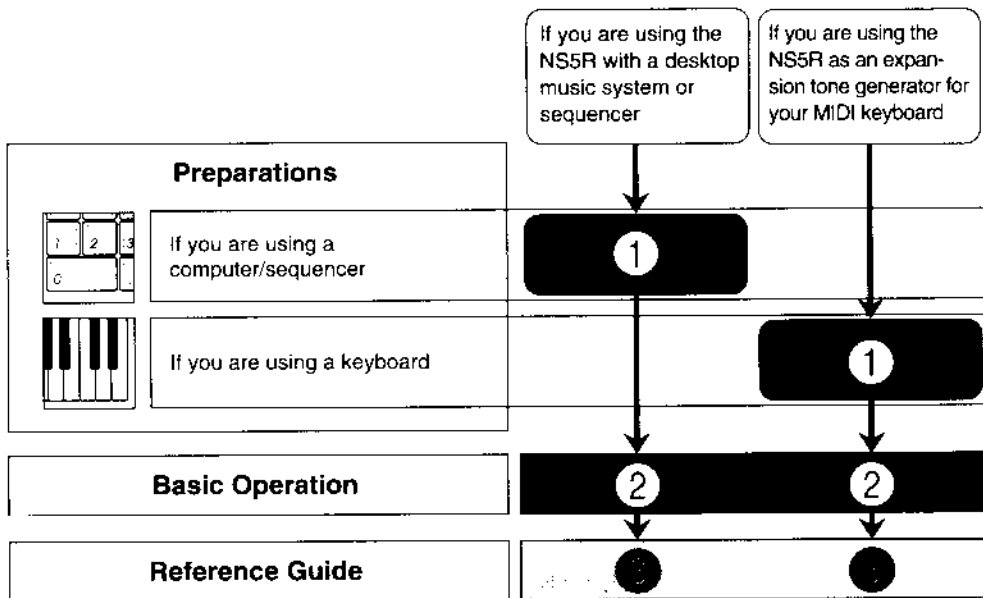 If you are using the
NS5R with a desktop
music system or
sequencer
If you are using the
NS5R as an expan-
sion tone generator for
your MIDI keyboard
Preparations
1
2
3
0
If you are using a
computer/sequencer
1
If you are using a keyboard
1
Basic Operation
2
2
Reference Guide